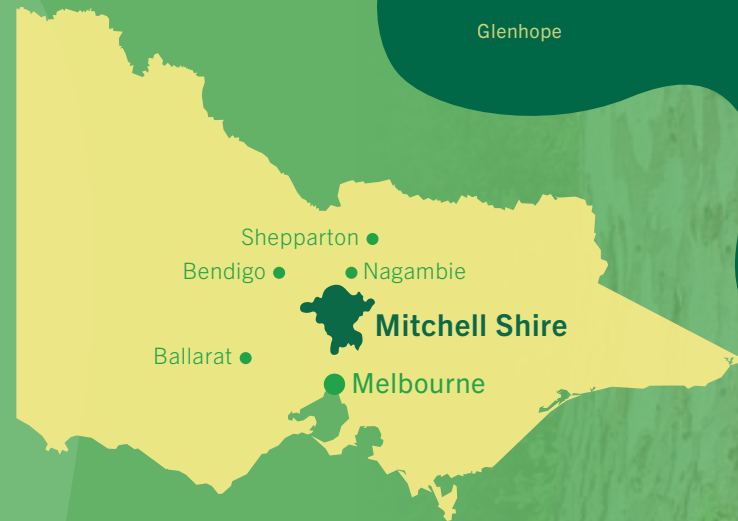 Glenhope
Shepparton
Bendigo
Nagambie
Mitchell Shire
Ballarat
Melbourne